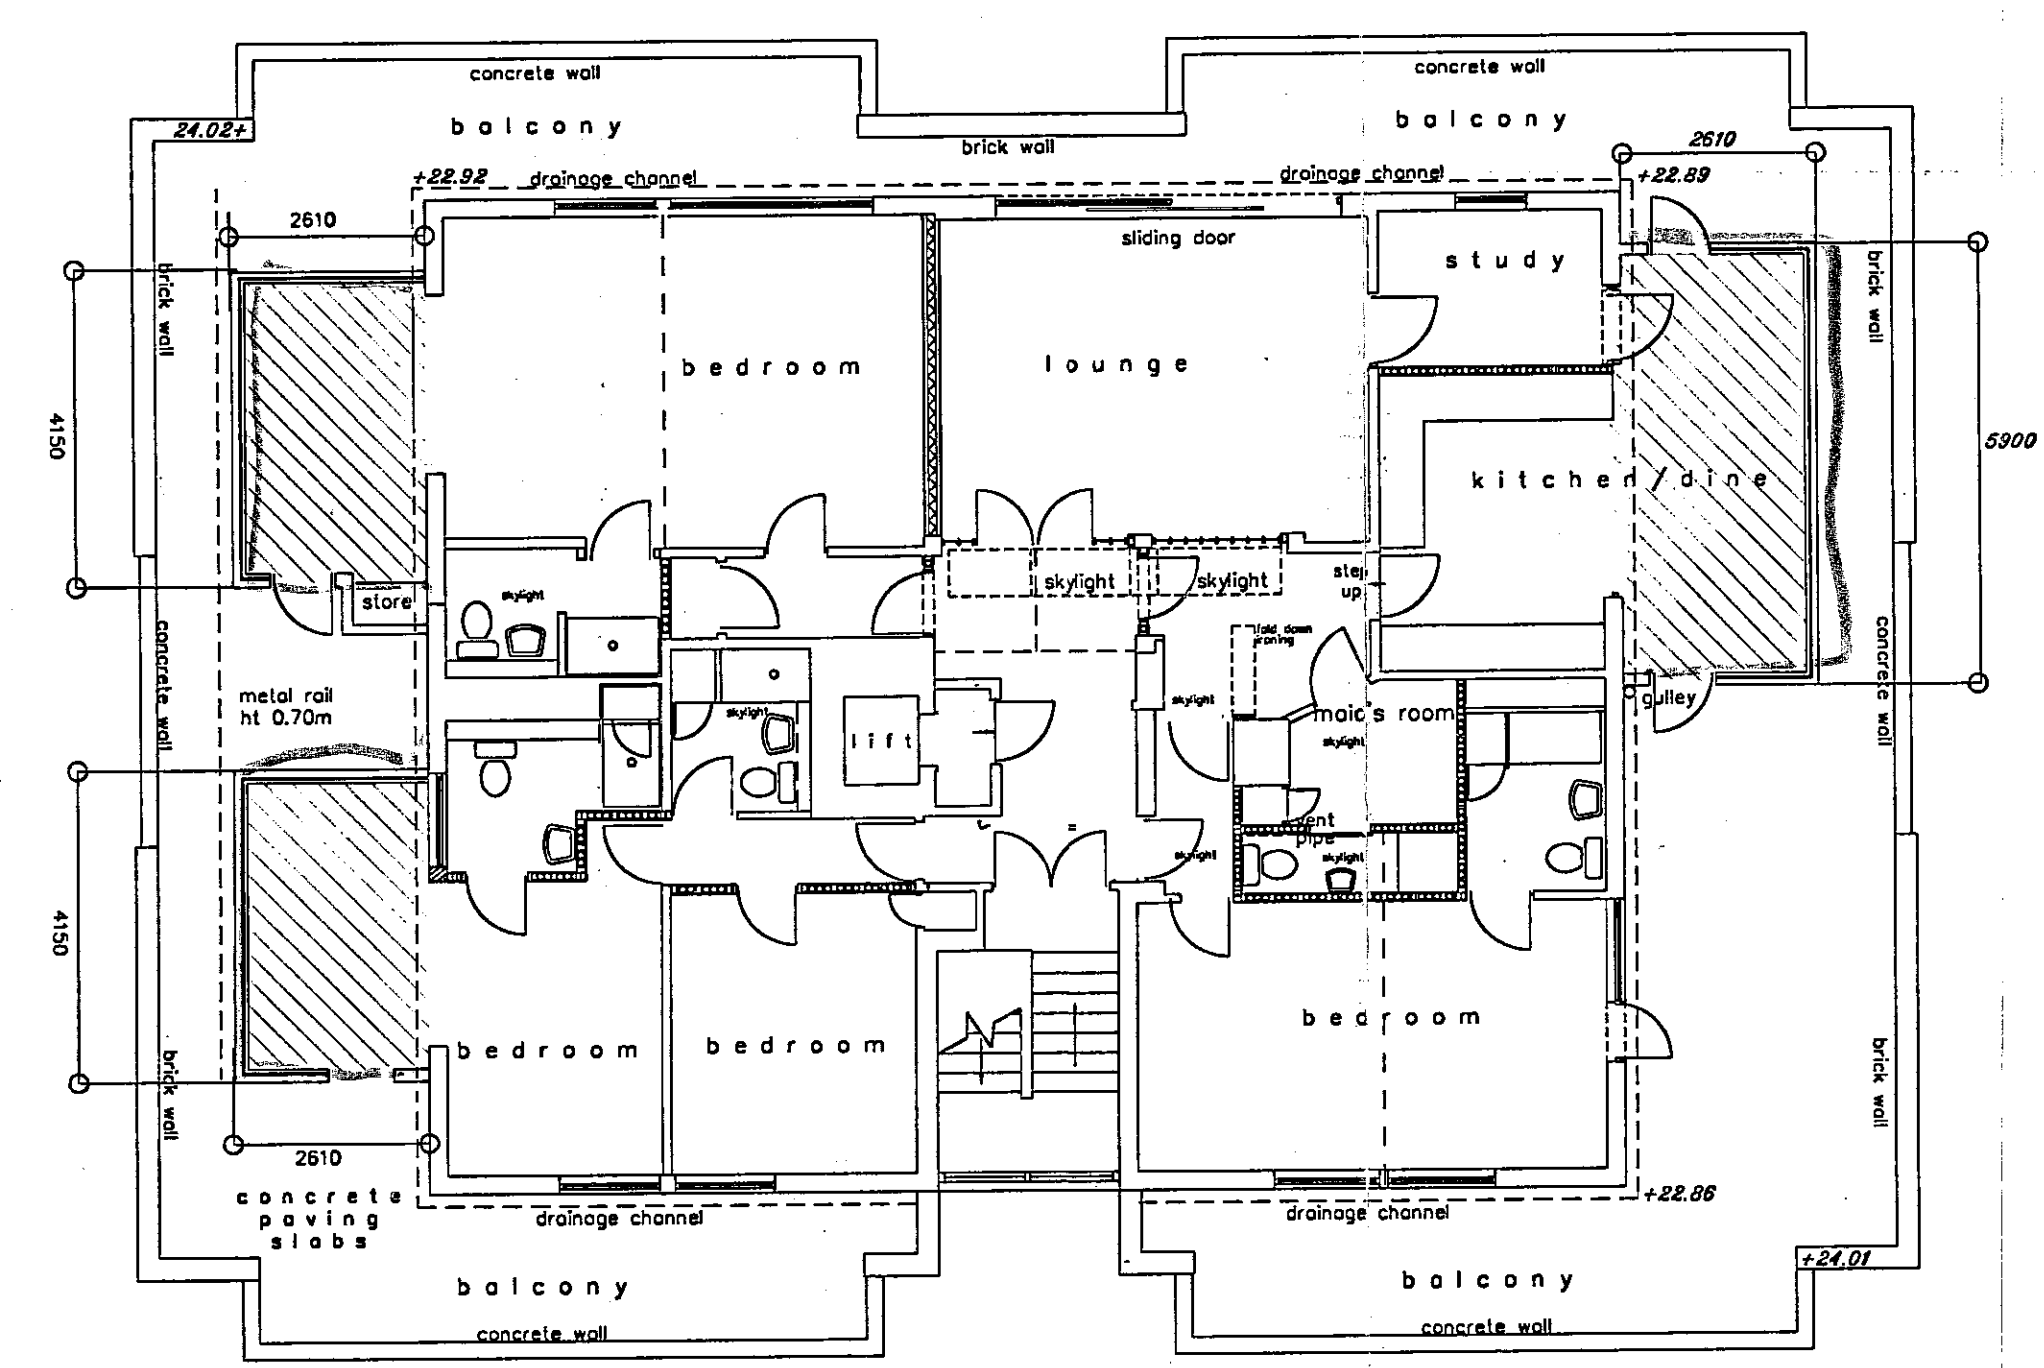 concrete wall
concrete wall
balcony
balcony
24.02+
brick wall
2610
+22.92
drainage channel
drainage channel
+22.89
2610
sliding door
study
brick wall
brick wall
bedroom
lounge
4150
5900
kitchen/dine
skylight
skylight
step
up
store
skylight
fold down
ironing
concrete wall
concrete wall
metal rail
ht 0.70m
skylight
skylight
maid's room
gulley
lift
skylight
vent
pipe
skylight
skylight
4150
bedroom
bedroom
bedroom
brick wall
brick wall
2610
concrete
paving
slabs
drainage channel
drainage channel
+22.86
+24.01
balcony
balcony
concrete wall
concrete wall